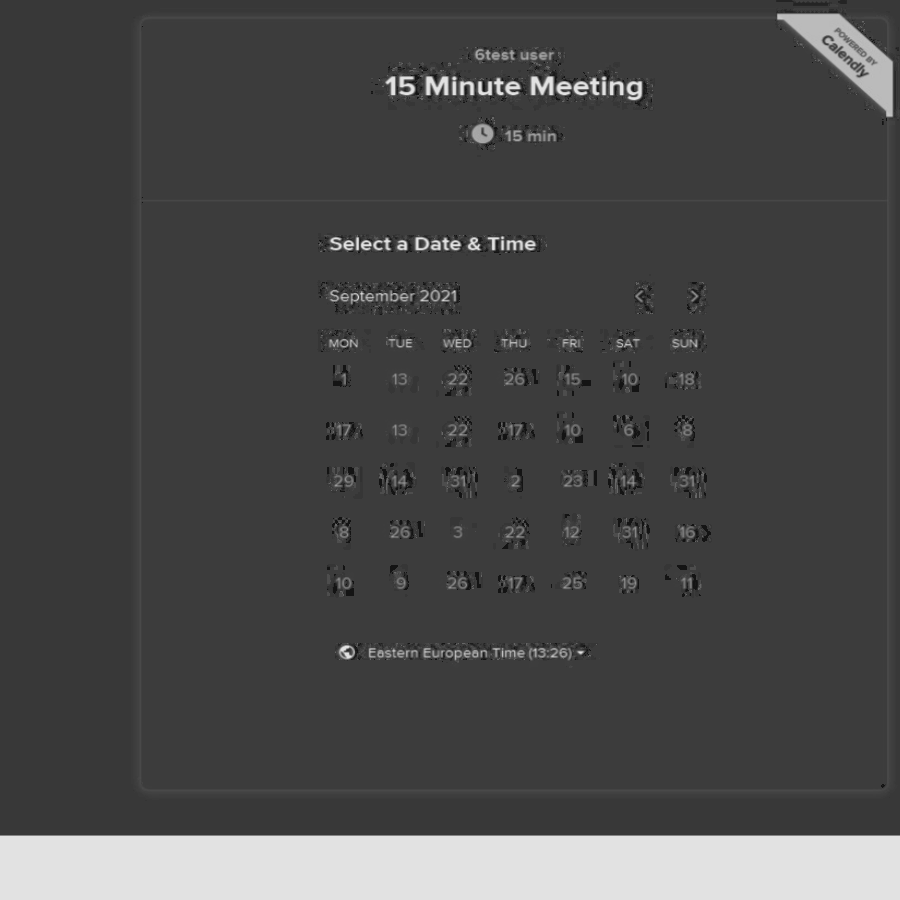 POWERED BY
Calendly
6test user
15 Minute Meeting
15 min
Select a Date & Time
September 2021
MON TUE WED THU FRI SAT SUN
1 13 22 26 15 10 18
17 13 22 17 10 6 8
29 14 31 2 23 14 31
8 26 3 22 12 31 16
10 9 26 17 25 19 11
Eastern European Time (13:26)